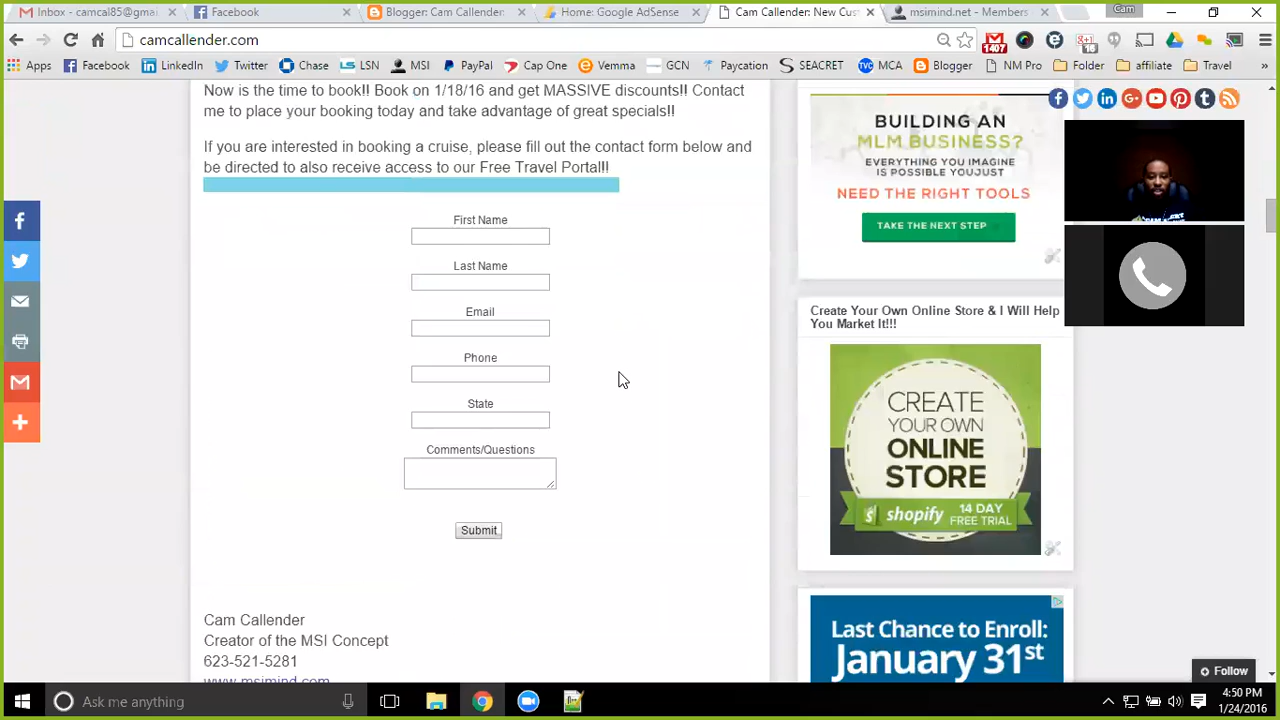 Inbox - camcal85@gmai
Facebook
Blogger: Cam Callender:
Home: Google AdSense
Cam Callender: New Cus
msimind.net - Members
Cam
camcallender.com
1407
16
Apps
Facebook
LinkedIn
Twitter
Chase
LSN
MSI
PayPal
Cap One
Vemma
GCN
Paycation
SEACRET
TVC MCA
Blogger
NM Pro
Folder
affiliate
Travel
»
Now is the time to book!! Book on 1/18/16 and get MASSIVE discounts!! Contact
me to place your booking today and take advantage of great specials!!
If you are interested in booking a cruise, please fill out the contact form below and
be directed to also receive access to our Free Travel Portal!!
First Name
Last Name
Email
Phone
State
Comments/Questions
Submit
Cam Callender
Creator of the MSI Concept
623-521-5281
www.msimind.com
BUILDING AN
MLM BUSINESS?
EVERYTHING YOU IMAGINE
IS POSSIBLE YOUJUST
NEED THE RIGHT TOOLS
TAKE THE NEXT STEP
Create Your Own Online Store & I Will Help
You Market It!!!
CREATE
YOUR OWN
ONLINE
STORE
shopify
14 DAY
FREE TRIAL
Last Chance to Enroll:
January 31st
Follow
Ask me anything
4:50 PM
1/24/2016